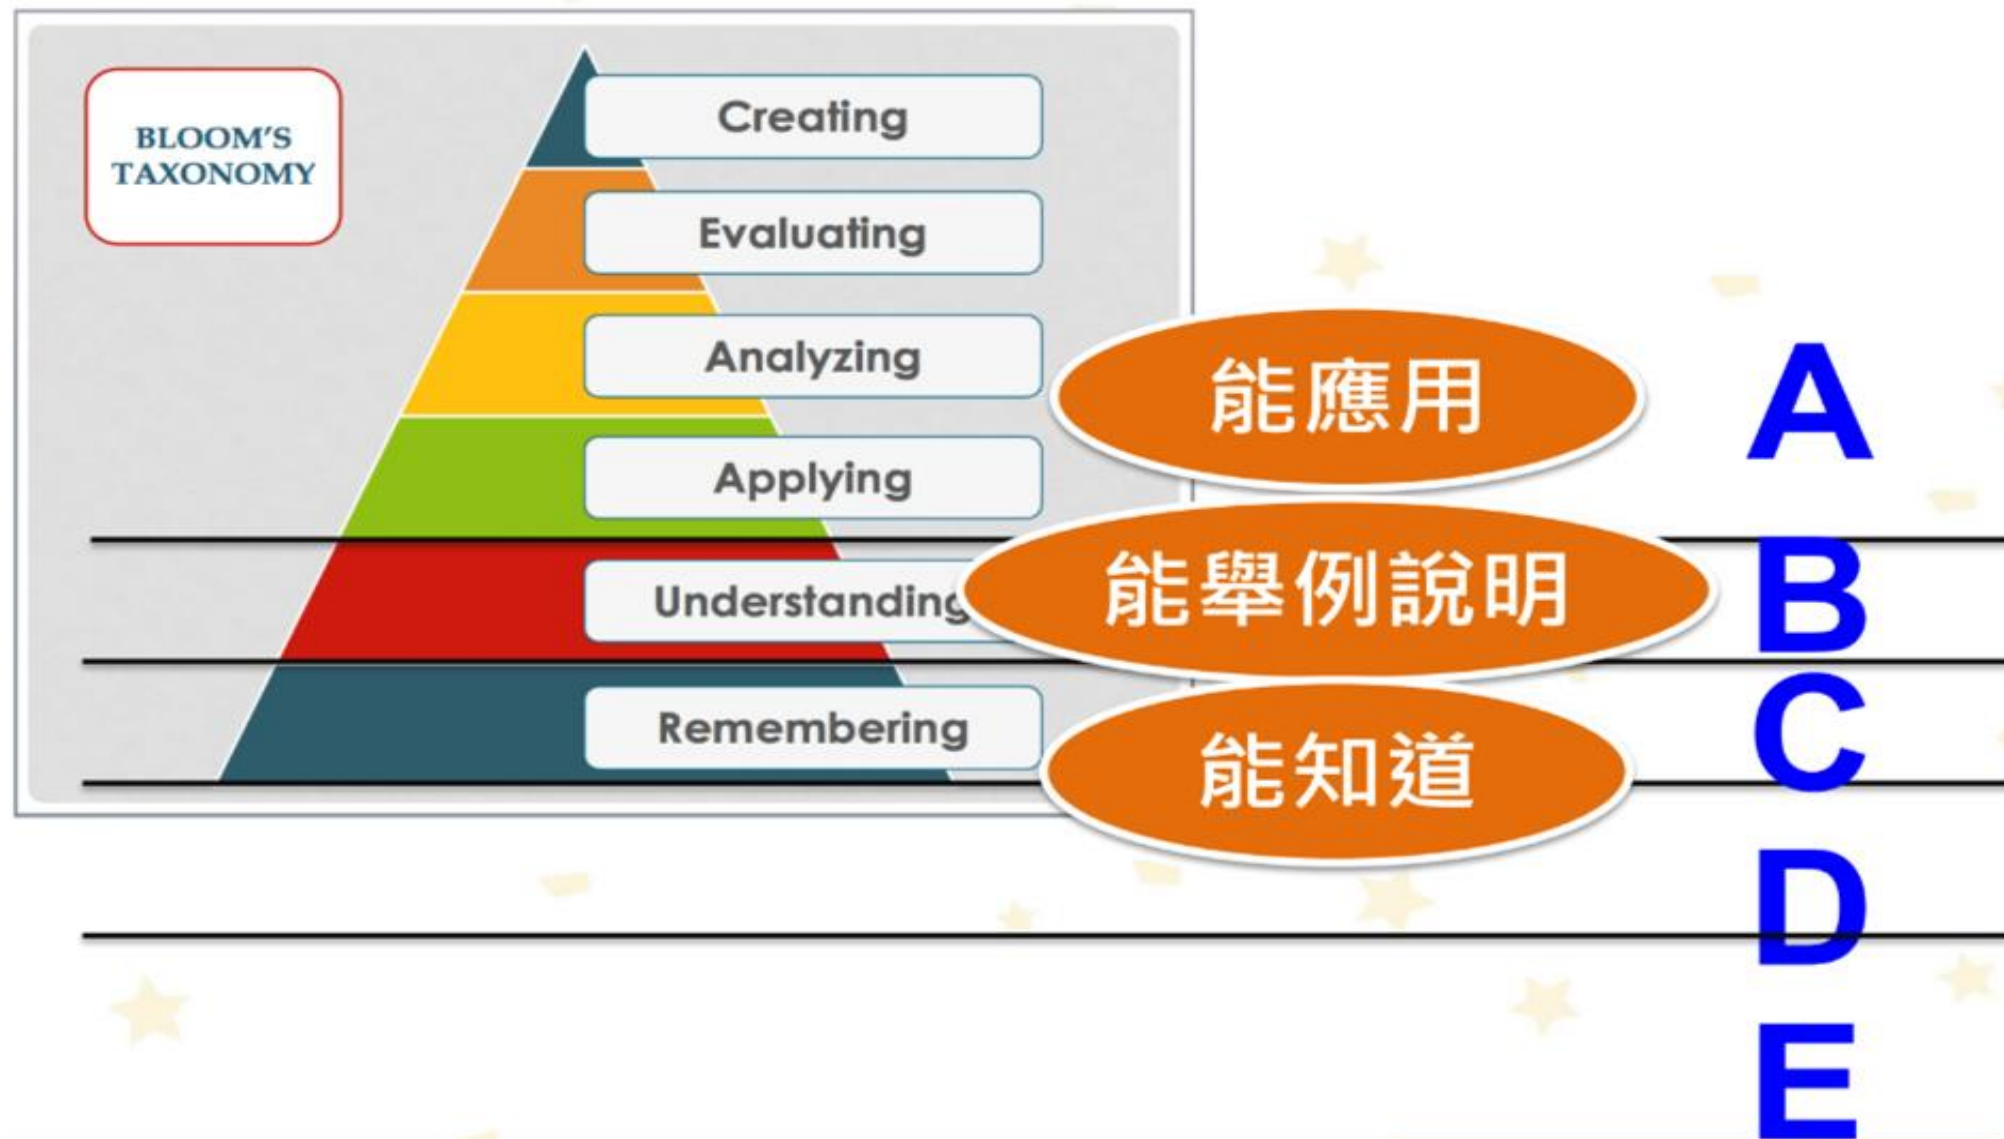 BLOOM'S
TAXONOMY
Creating
Evaluating
Analyzing
能應用
A
Applying
Understanding
能舉例說明
B
Remembering
能知道
C
D
E